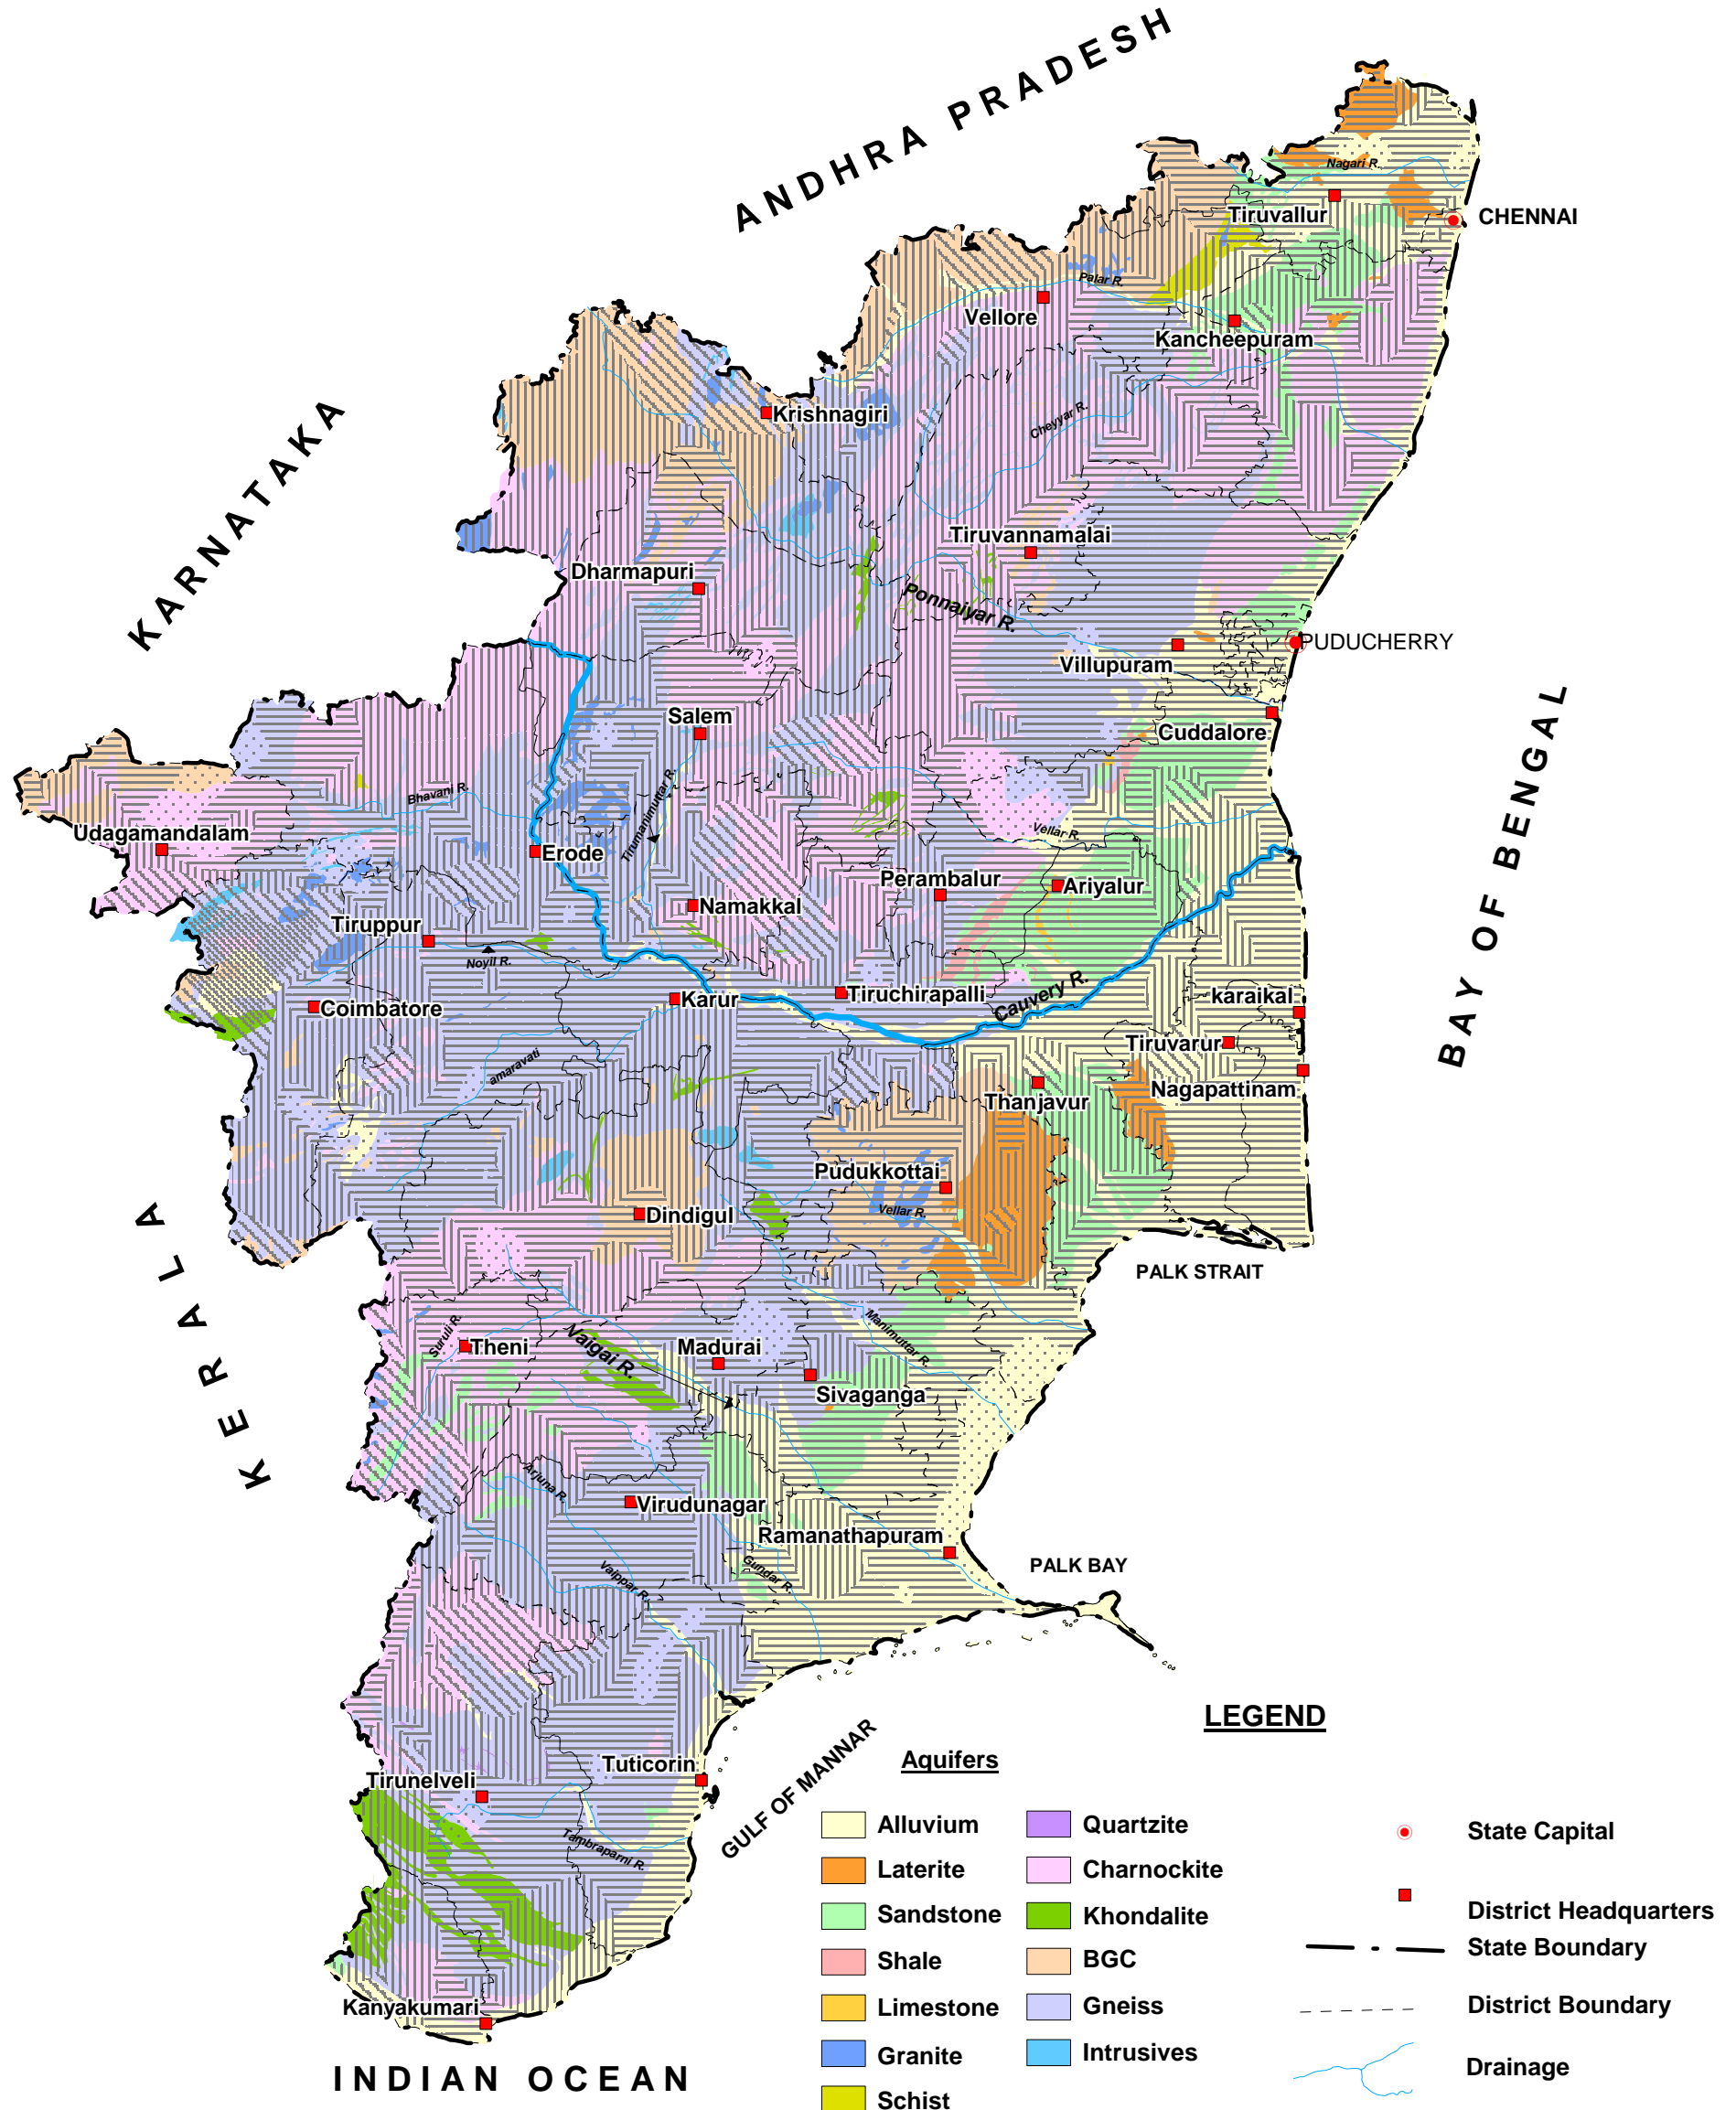 ANDHRA PRADESH
Nagari R.
Tiruvallur
CHENNAI
Palar R.
Vellore
Kancheepuram
KARNATAKA
Krishnagiri
Cheyyar R.
Tiruvannamalai
Dharmapuri
Ponnaiyar R.
PUDUCHERRY
Villupuram
Salem
Cuddalore
BAY OF BENGAL
Bhavani R.
Tirumanimuttar R.
Udagamandalam
Vellar R.
Erode
Perambalur
Ariyalur
Namakkal
Tiruppur
Noyil R.
Cauvery R.
Tiruchirapalli
karaikal
Karur
Coimbatore
Tiruvarur
amaravati
Nagapattinam
Thanjavur
Pudukkottai
Vellar R.
Dindigul
KERALA
PALK STRAIT
Suruli R.
Theni
Vaigai R.
Madurai
Manimuttar R.
Sivaganga
Arjuna R.
Virudunagar
Ramanathapuram
PALK BAY
Vaippar R.
Gundar R.
GULF OF MANNAR
Tuticorin
Tirunelveli
Tambraparni R.
Kanyakumari
INDIAN OCEAN
LEGEND
Aquifers
Alluvium
Laterite
Sandstone
Shale
Limestone
Granite
Schist
Quartzite
Charnockite
Khondalite
BGC
Gneiss
Intrusives
State Capital
District Headquarters
State Boundary
District Boundary
Drainage